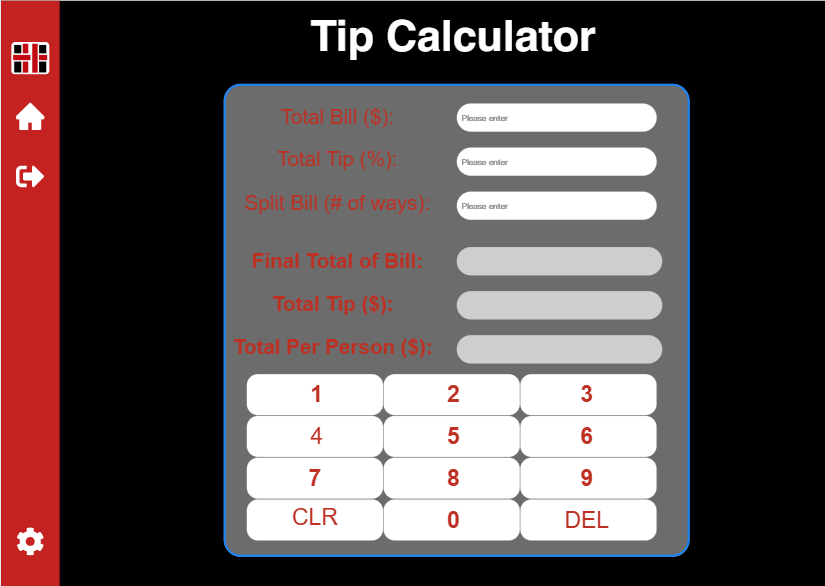 Tip Calculator
Total Bill ($): Please enter
Total Tip (%): Please enter
Split Bill (# of ways): Please enter
Final Total of Bill:
Total Tip ($):
Total Per Person ($):
1 2 3
4 5 6
7 8 9
CLR 0 DEL